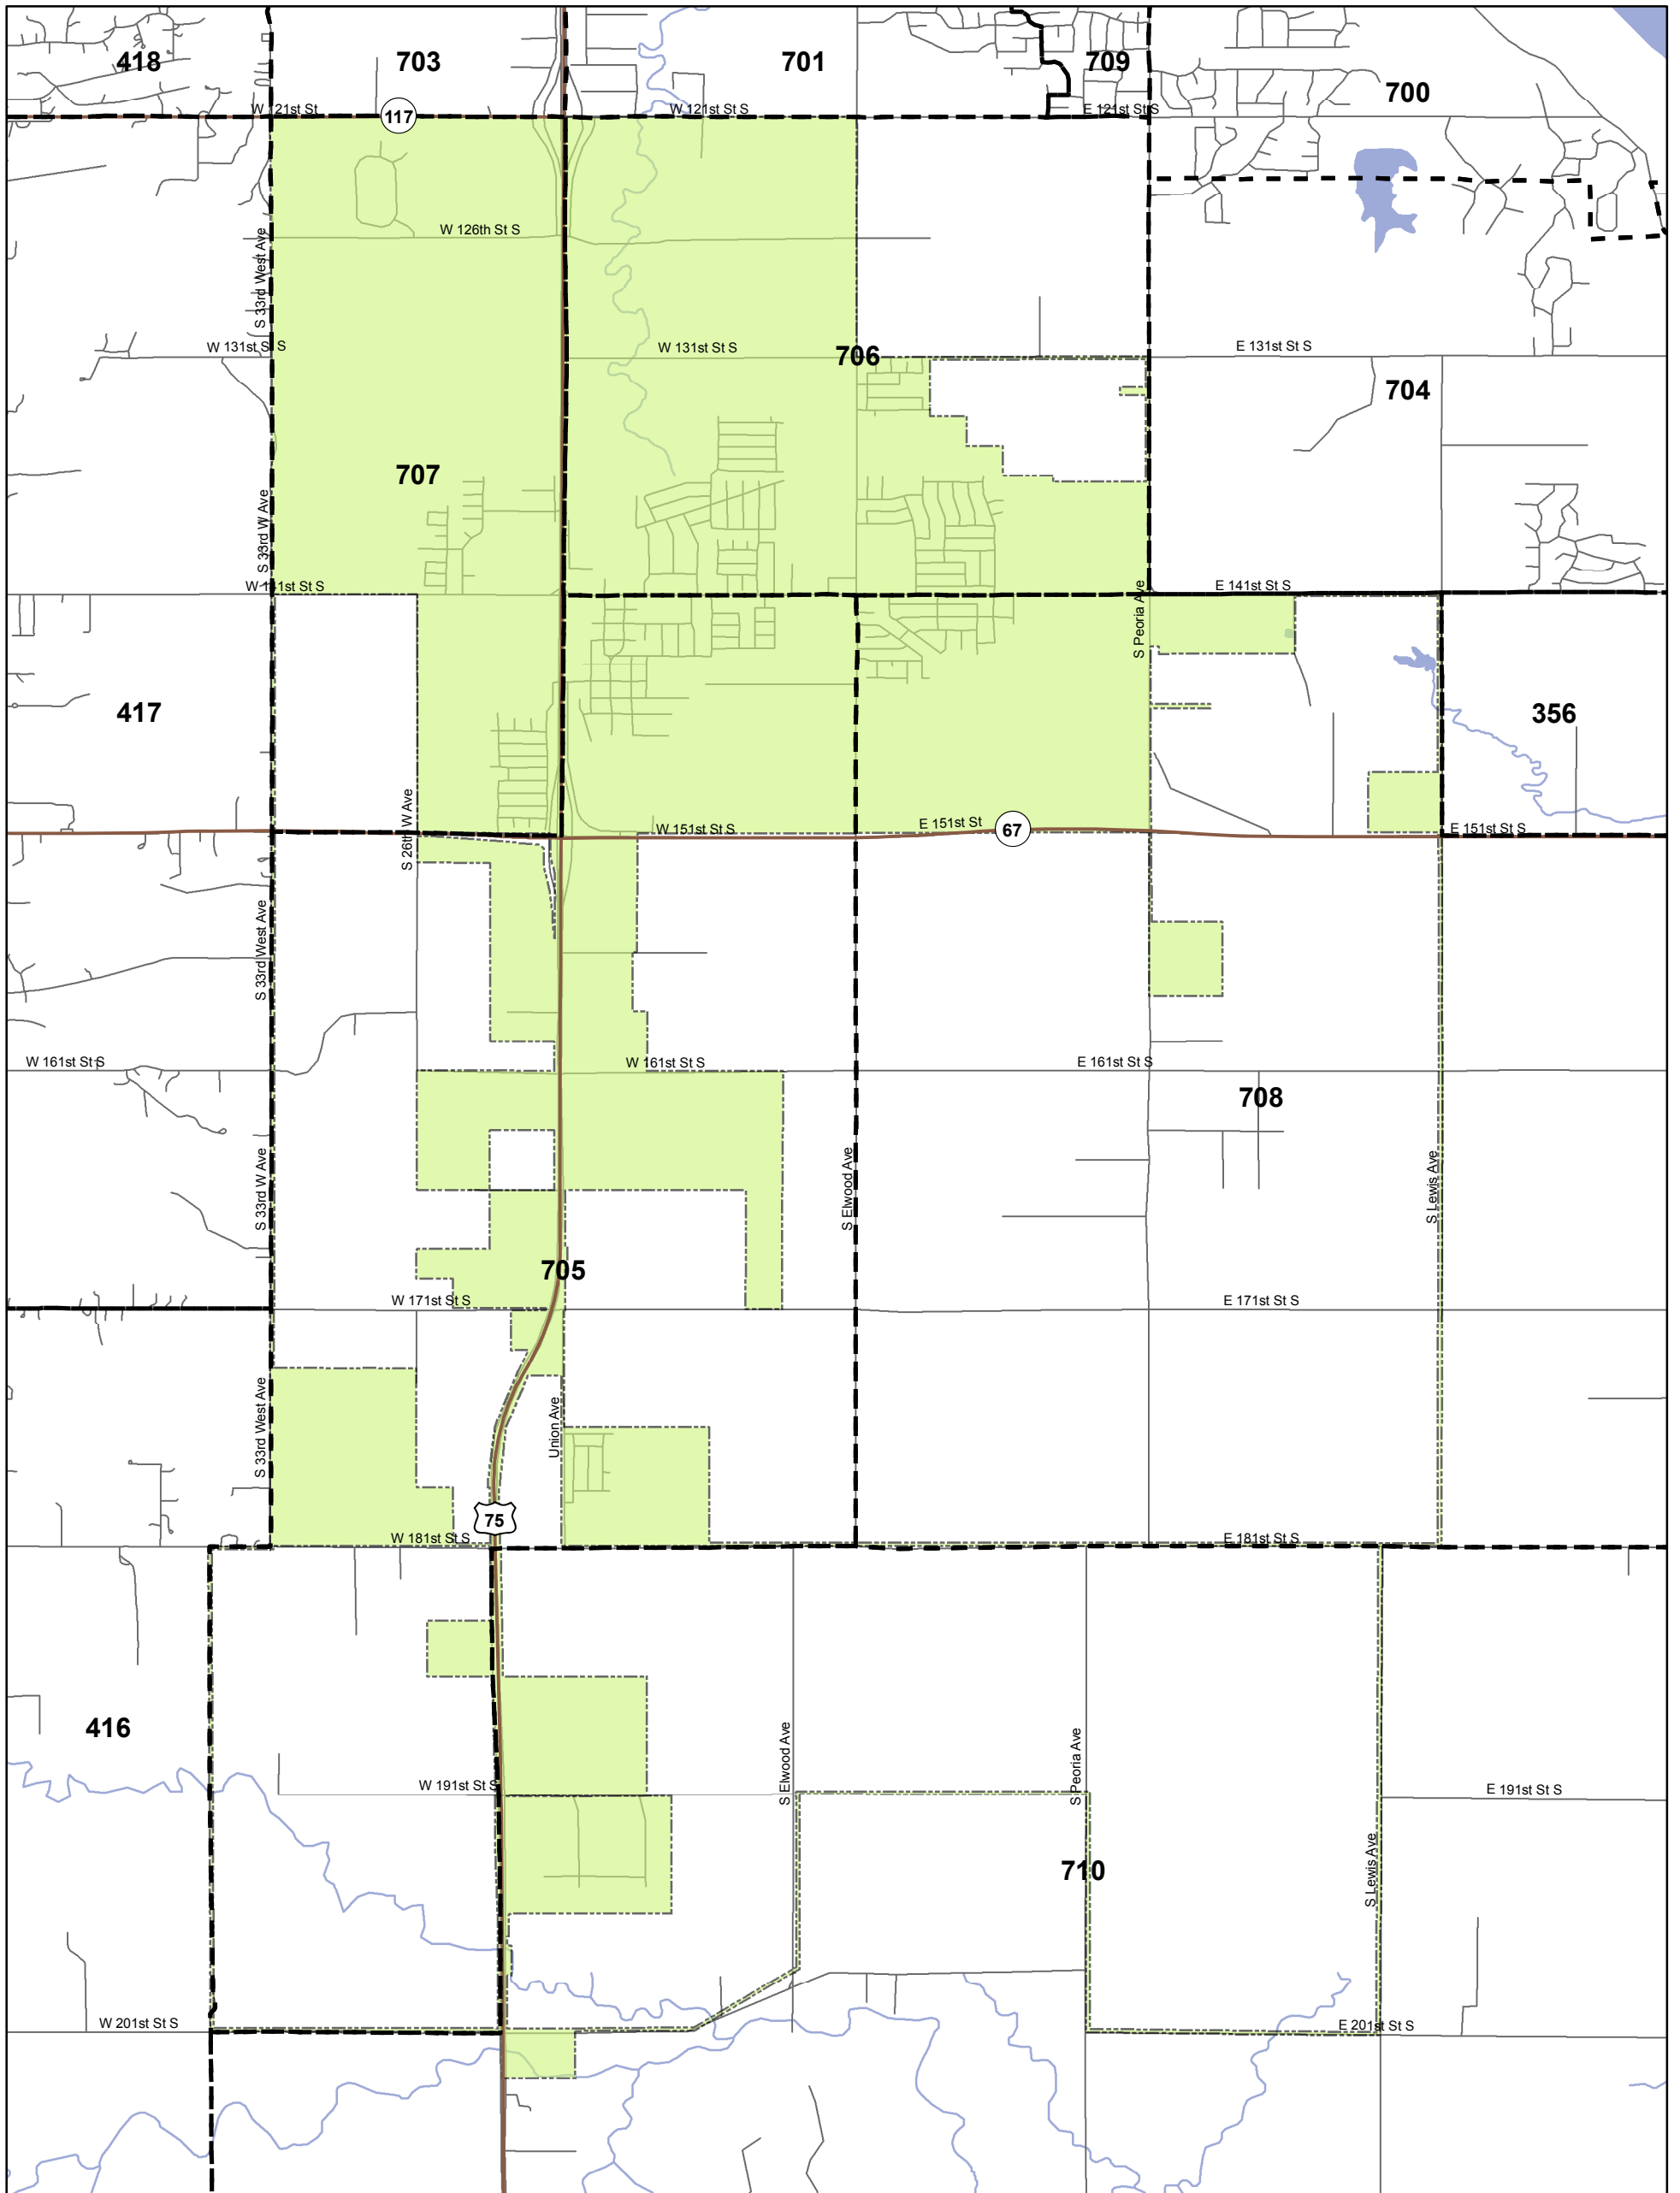 418
703
701
709
700
W 121st St
117
W 121st St S
E 121st St S
S 33rd West Ave
W 126th St S
W 131st St S
W 131st St S
706
E 131st St S
704
707
S 33rd W Ave
W 141st St S
E 141st St S
S Peoria Ave
417
356
S 26th W Ave
W 151st St S
E 151st St
67
E 151st St S
S 33rd West Ave
W 161st St S
W 161st St S
E 161st St S
708
S 33rd W Ave
S Elwood Ave
S Lewis Ave
705
W 171st St S
E 171st St S
S 33rd West Ave
Union Ave
75
W 181st St S
E 181st St S
416
S Elwood Ave
S Peoria Ave
W 191st St S
E 191st St S
710
S Lewis Ave
W 201st St S
E 201st St S